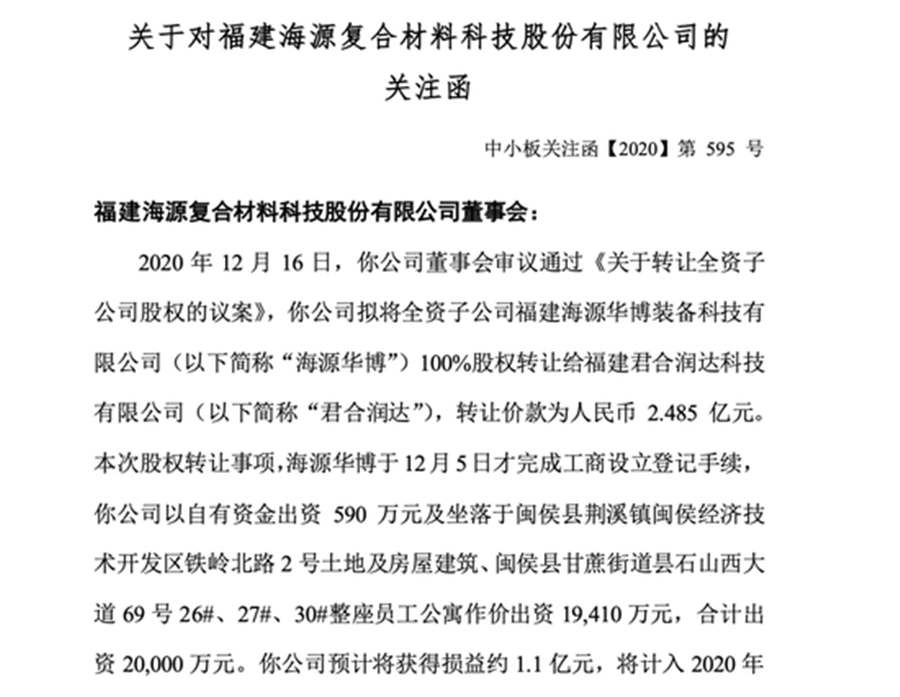 关于对福建海源复合材料科技股份有限公司的
关注函
中小板关注函【2020】第 595 号
福建海源复合材料科技股份有限公司董事会：
2020 年 12 月 16 日，你公司董事会审议通过《关于转让全资子
公司股权的议案》，你公司拟将全资子公司福建海源华博装备科技有
限公司（以下简称“海源华博”）100%股权转让给福建君合润达科技
有限公司（以下简称“君合润达”），转让价款为人民币 2.485 亿元。
本次股权转让事项，海源华博于 12 月 5 日才完成工商设立登记手续，
你公司以自有资金出资 590 万元及坐落于闽侯县荆溪镇闽侯经济技
术开发区铁岭北路 2 号土地及房屋建筑、闽侯县甘蔗街道昙石山西大
道 69 号 26#、27#、30#整座员工公寓作价出资 19,410 万元，合计出
资 20,000 万元。你公司预计将获得损益约 1.1 亿元，将计入 2020 年